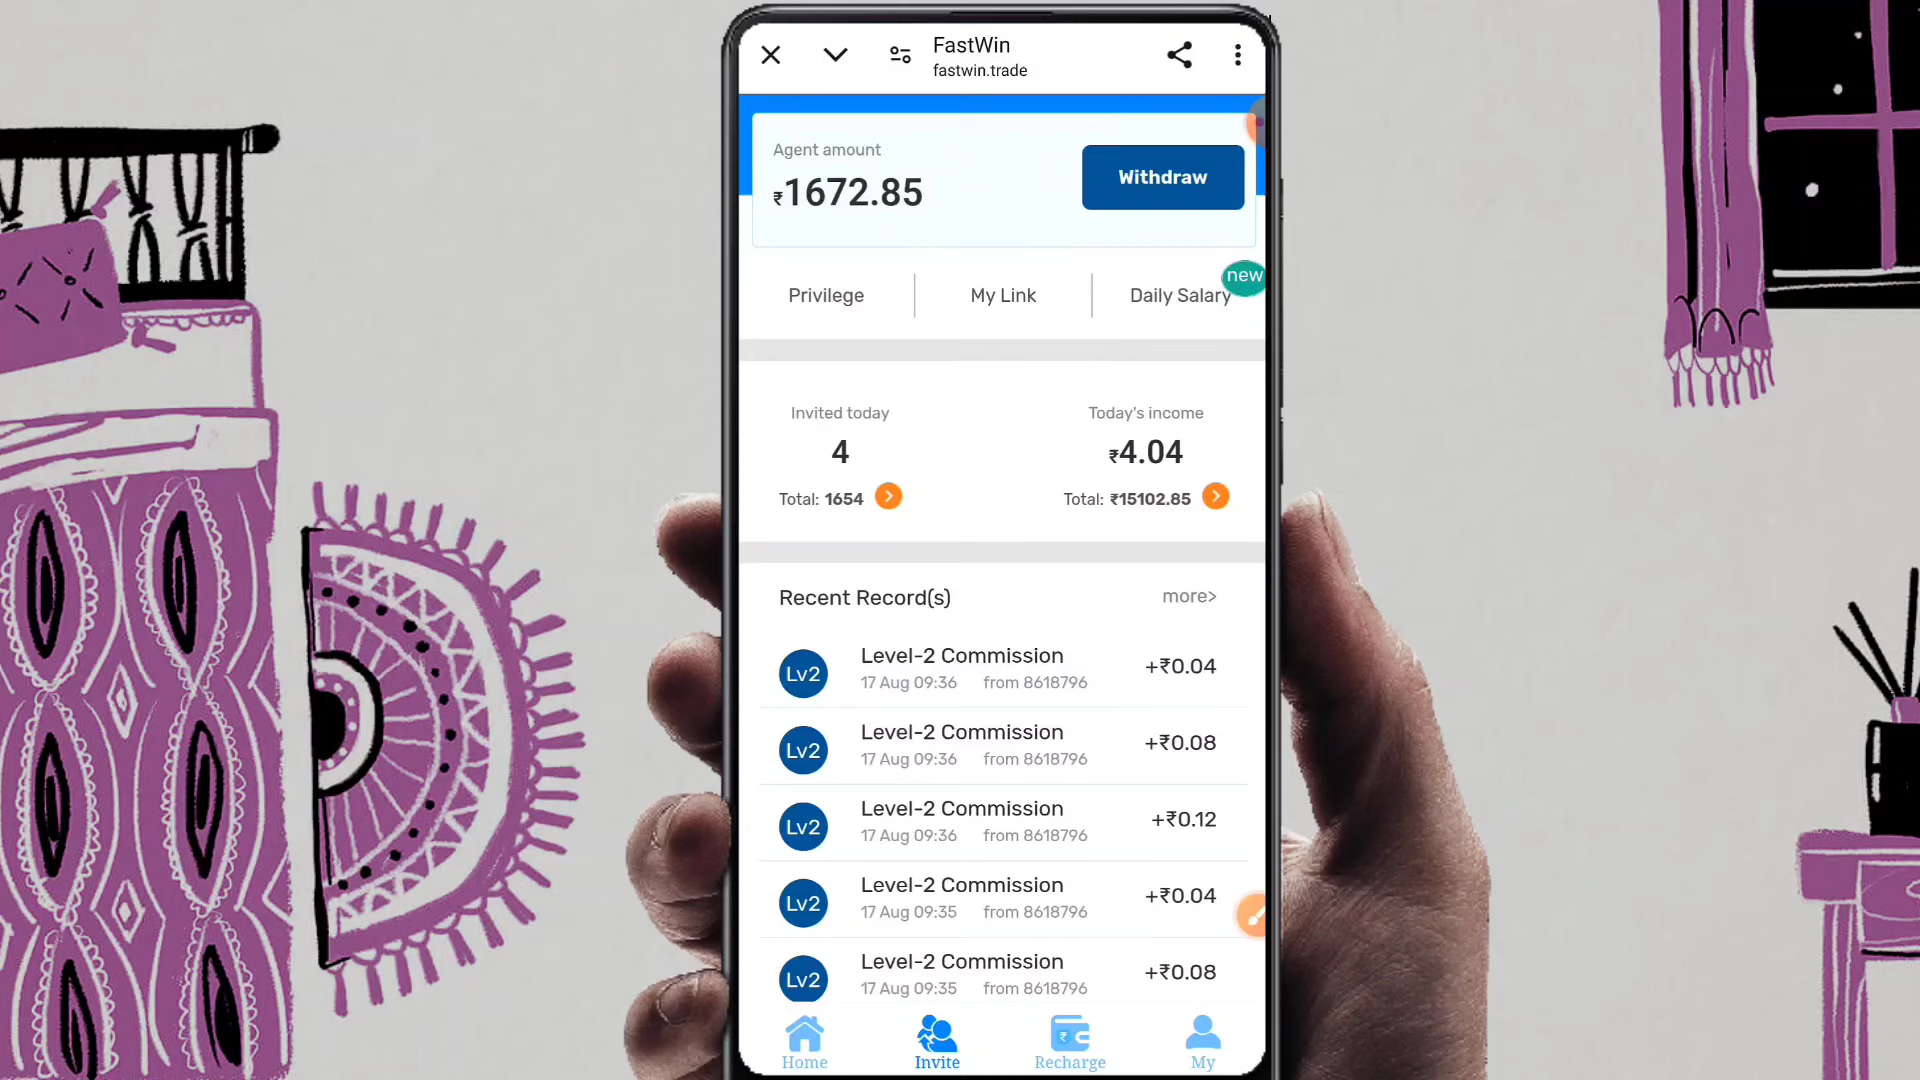 FastWin
fastwin.trade
Agent amount
₹1672.85
Withdraw
Privilege
My Link
Daily Salary
new
Invited today
4
Total: 1654
Today's income
₹4.04
Total: ₹15102.85
Recent Record(s)
more>
Lv2
Level-2 Commission
+₹0.04
17 Aug 09:36 from 8618796
Lv2
Level-2 Commission
+₹0.08
17 Aug 09:36 from 8618796
Lv2
Level-2 Commission
+₹0.12
17 Aug 09:36 from 8618796
Lv2
Level-2 Commission
+₹0.04
17 Aug 09:35 from 8618796
Lv2
Level-2 Commission
+₹0.08
17 Aug 09:35 from 8618796
Home
Invite
Recharge
My